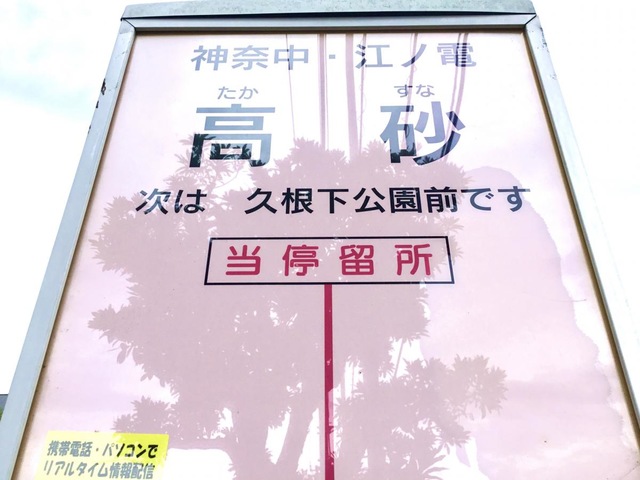 神奈中・江ノ電
たか すな
高 砂
次は 久根下公園前です
当停留所
携帯電話・パソコンで
リアルタイム情報配信